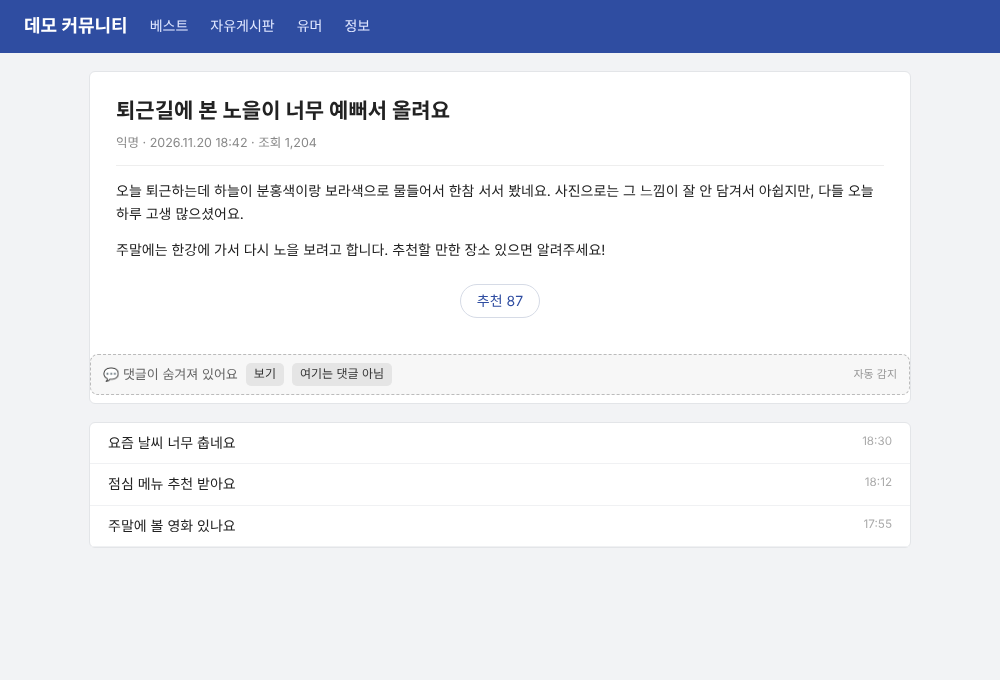 데모 커뮤니티 베스트 자유게시판 유머 정보
퇴근길에 본 노을이 너무 예뻐서 올려요
익명 · 2026.11.20 18:42 · 조회 1,204
오늘 퇴근하는데 하늘이 분홍색이랑 보라색으로 물들어서 한참 서서 봤네요. 사진으로는 그 느낌이 잘 안 담겨서 아쉽지만, 다들 오늘
하루 고생 많으셨어요.
주말에는 한강에 가서 다시 노을 보려고 합니다. 추천할 만한 장소 있으면 알려주세요!
추천 87
💬 댓글이 숨겨져 있어요 보기 여기는 댓글 아님 자동 감지
요즘 날씨 너무 춥네요 18:30
점심 메뉴 추천 받아요 18:12
주말에 볼 영화 있나요 17:55